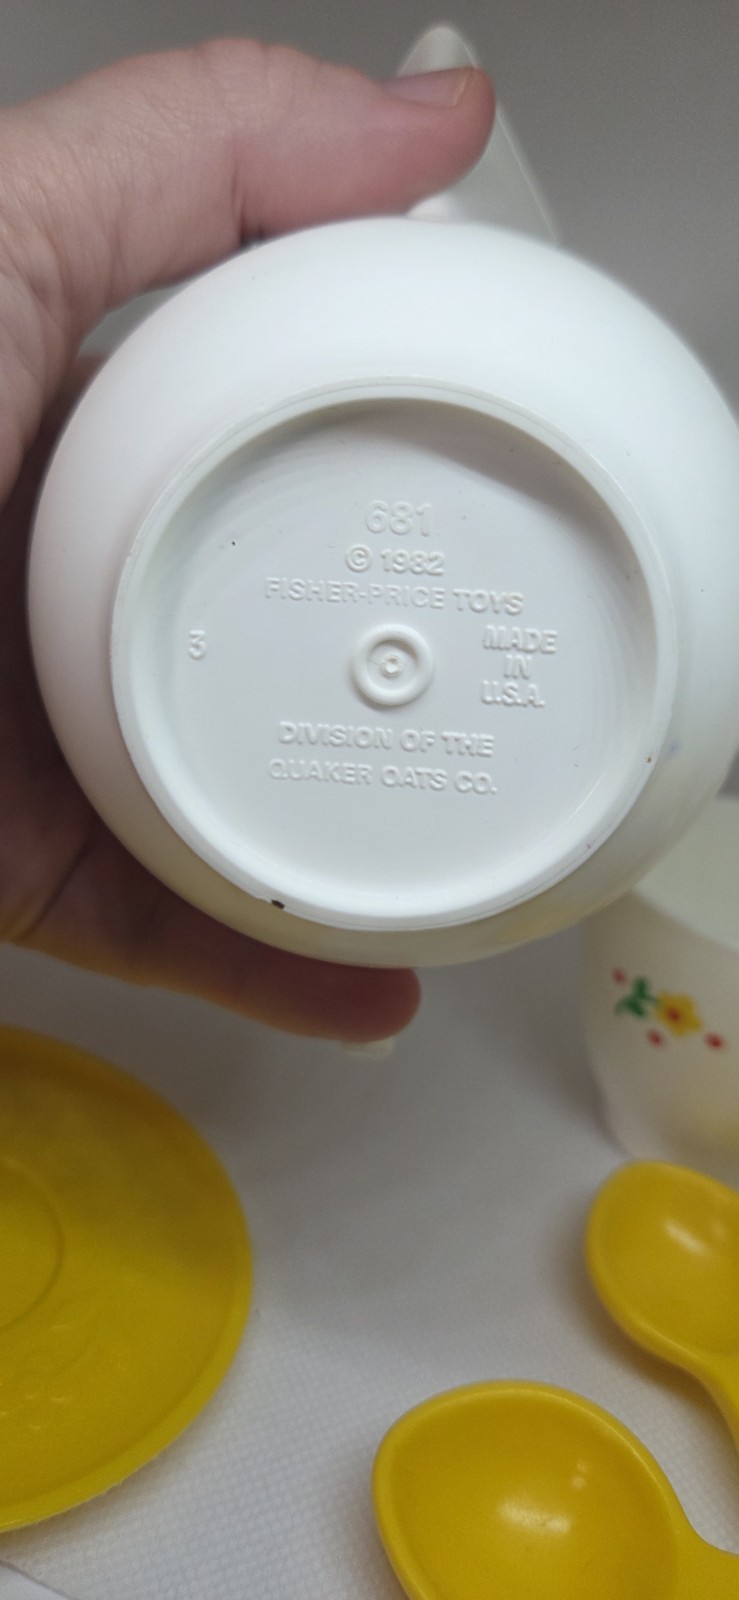 681
© 1982
FISHER-PRICE TOYS
3
MADE
IN
U.S.A.
DIVISION OF THE
QUAKER OATS CO.